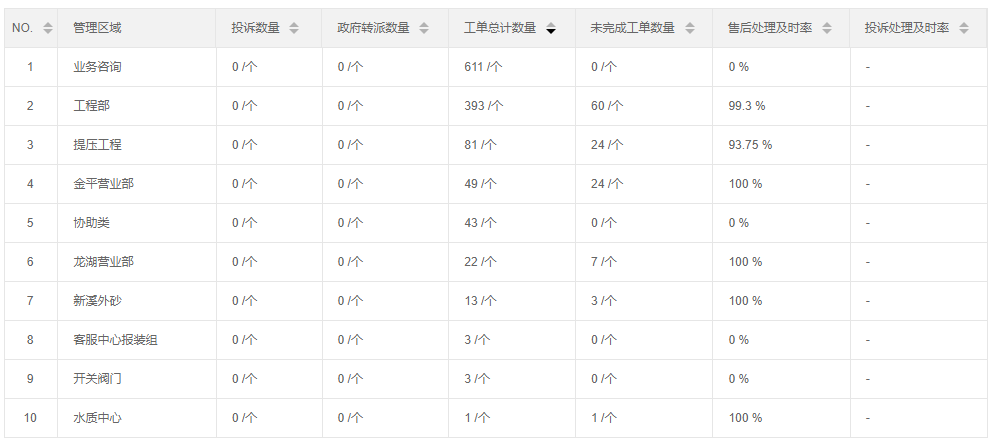 NO. 管理区域 投诉数量 政府转派数量 工单总计数量 未完成工单数量 售后处理及时率 投诉处理及时率
1 业务咨询 0 /个 0 /个 611 /个 0 /个 0 % -
2 工程部 0 /个 0 /个 393 /个 60 /个 99.3 % -
3 提压工程 0 /个 0 /个 81 /个 24 /个 93.75 % -
4 金平营业部 0 /个 0 /个 49 /个 24 /个 100 % -
5 协助类 0 /个 0 /个 43 /个 0 /个 0 % -
6 龙湖营业部 0 /个 0 /个 22 /个 7 /个 100 % -
7 新溪外砂 0 /个 0 /个 13 /个 3 /个 100 % -
8 客服中心报装组 0 /个 0 /个 3 /个 0 /个 0 % -
9 开关阀门 0 /个 0 /个 3 /个 0 /个 0 % -
10 水质中心 0 /个 0 /个 1 /个 1 /个 100 % -